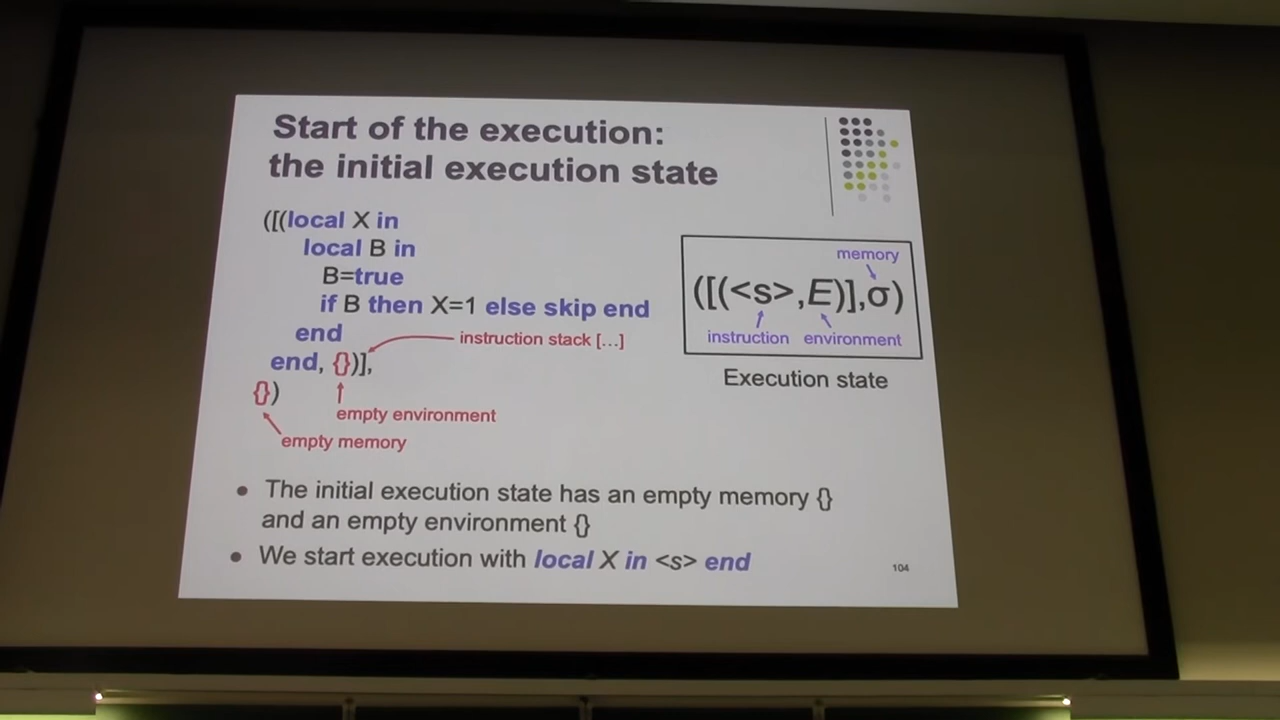 Start of the execution:
the initial execution state
([(local X in
local B in
B=true
if B then X=1 else skip end
end
instruction stack […]
end, {})],
{})
empty environment
empty memory
memory
([(<s>,E)],σ)
instruction environment
Execution state
• The initial execution state has an empty memory {}
and an empty environment {}
• We start execution with local X in <s> end
104